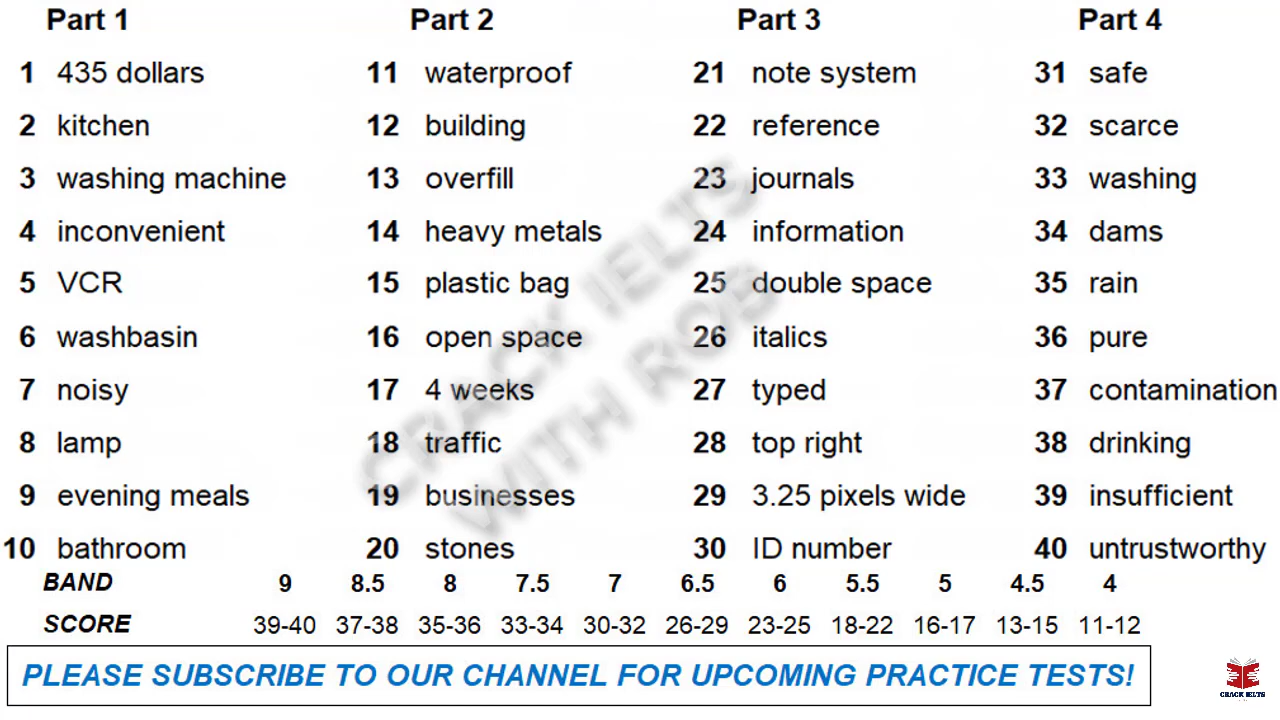 Part 1 Part 2 Part 3 Part 4
1 435 dollars 11 waterproof 21 note system 31 safe
2 kitchen 12 building 22 reference 32 scarce
3 washing machine 13 overfill 23 journals 33 washing
4 inconvenient 14 heavy metals 24 information 34 dams
5 VCR 15 plastic bag 25 double space 35 rain
6 washbasin 16 open space 26 italics 36 pure
7 noisy 17 4 weeks 27 typed 37 contamination
8 lamp 18 traffic 28 top right 38 drinking
9 evening meals 19 businesses 29 3.25 pixels wide 39 insufficient
10 bathroom 20 stones 30 ID number 40 untrustworthy
CRACK IELTS
WITH ROB
BAND 9 8.5 8 7.5 7 6.5 6 5.5 5 4.5 4
SCORE 39-40 37-38 35-36 33-34 30-32 26-29 23-25 18-22 16-17 13-15 11-12
PLEASE SUBSCRIBE TO OUR CHANNEL FOR UPCOMING PRACTICE TESTS!
CRACK IELTS